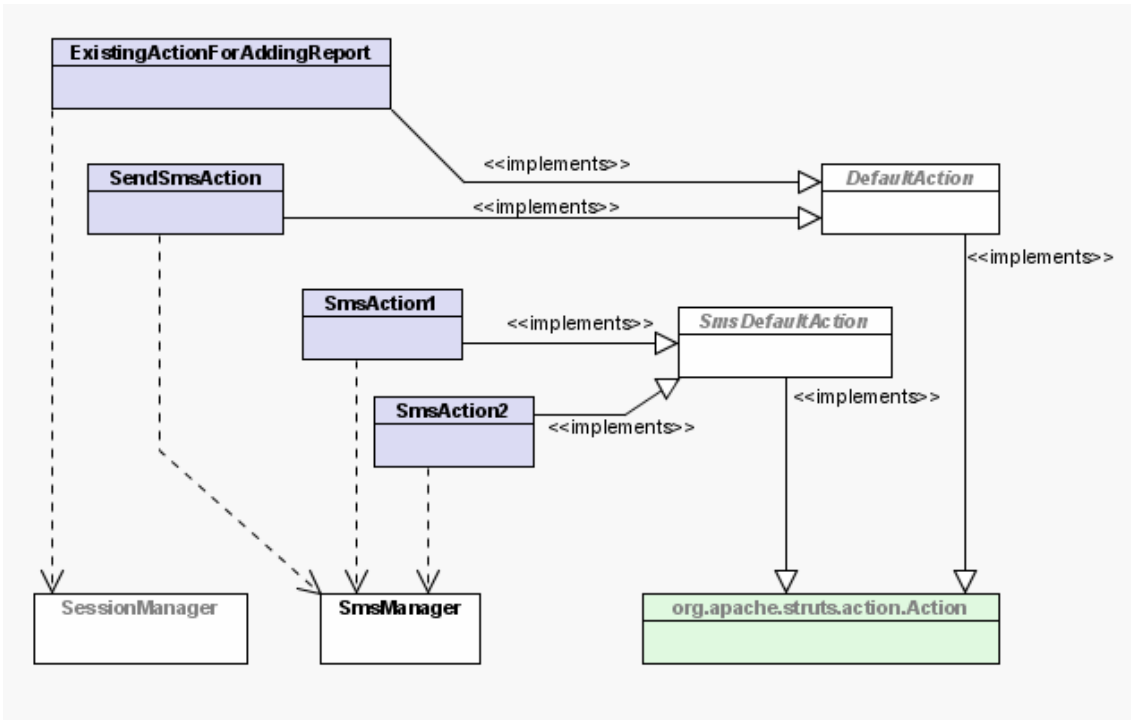 ExistingActionForAddingReport
<<implements>>
SendSmsAction
DefaultAction
<<implements>>
<<implements>>
SmsAction1
SmsDefaultAction
<<implements>>
<<implements>>
SmsAction2
<<implements>>
SessionManager
SmsManager
org.apache.struts.action.Action